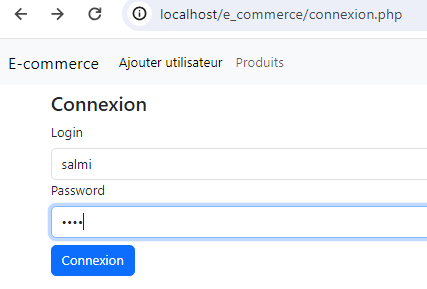 localhost/e_commerce/connexion.php
E-commerce Ajouter utilisateur Produits
Connexion
Login
salmi
Password
••••
Connexion